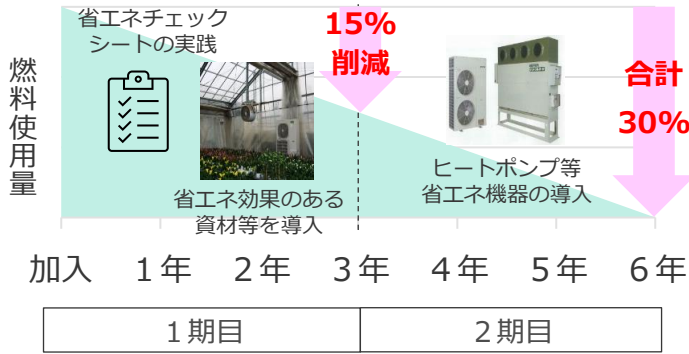 省エネチェック
シートの実践
15%
削減
合計
30%
燃料使用量
省エネ効果のある
資材等を導入
ヒートポンプ等
省エネ機器の導入
加入 1年 2年 3年 4年 5年 6年
1期目 2期目